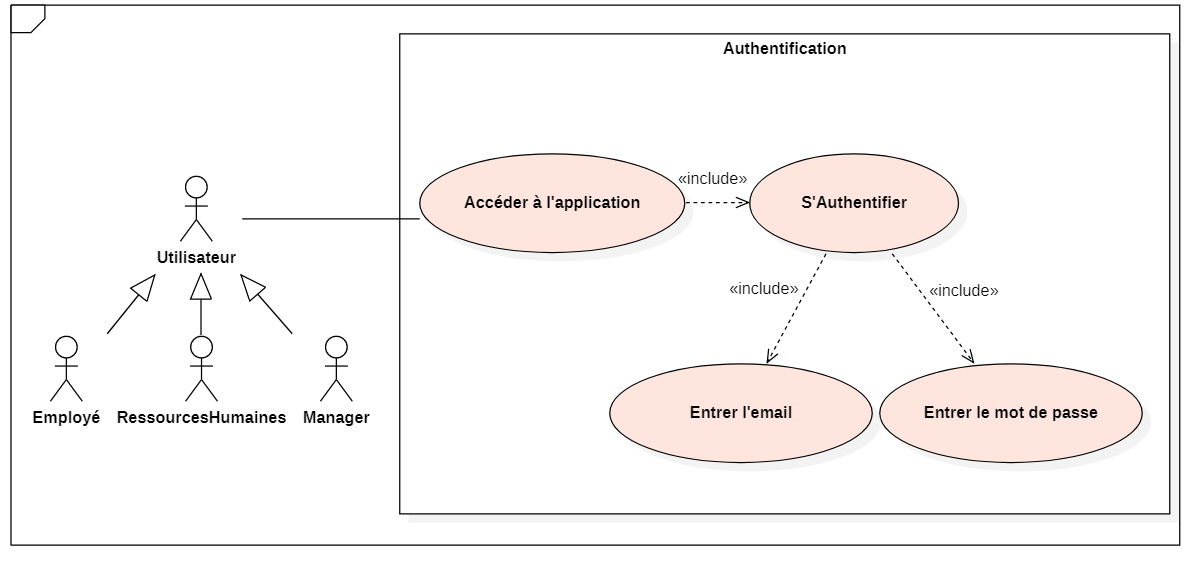 Authentification
«include»
Accéder à l'application
S'Authentifier
Utilisateur
«include»
«include»
Employé
RessourcesHumaines
Manager
Entrer l'email
Entrer le mot de passe